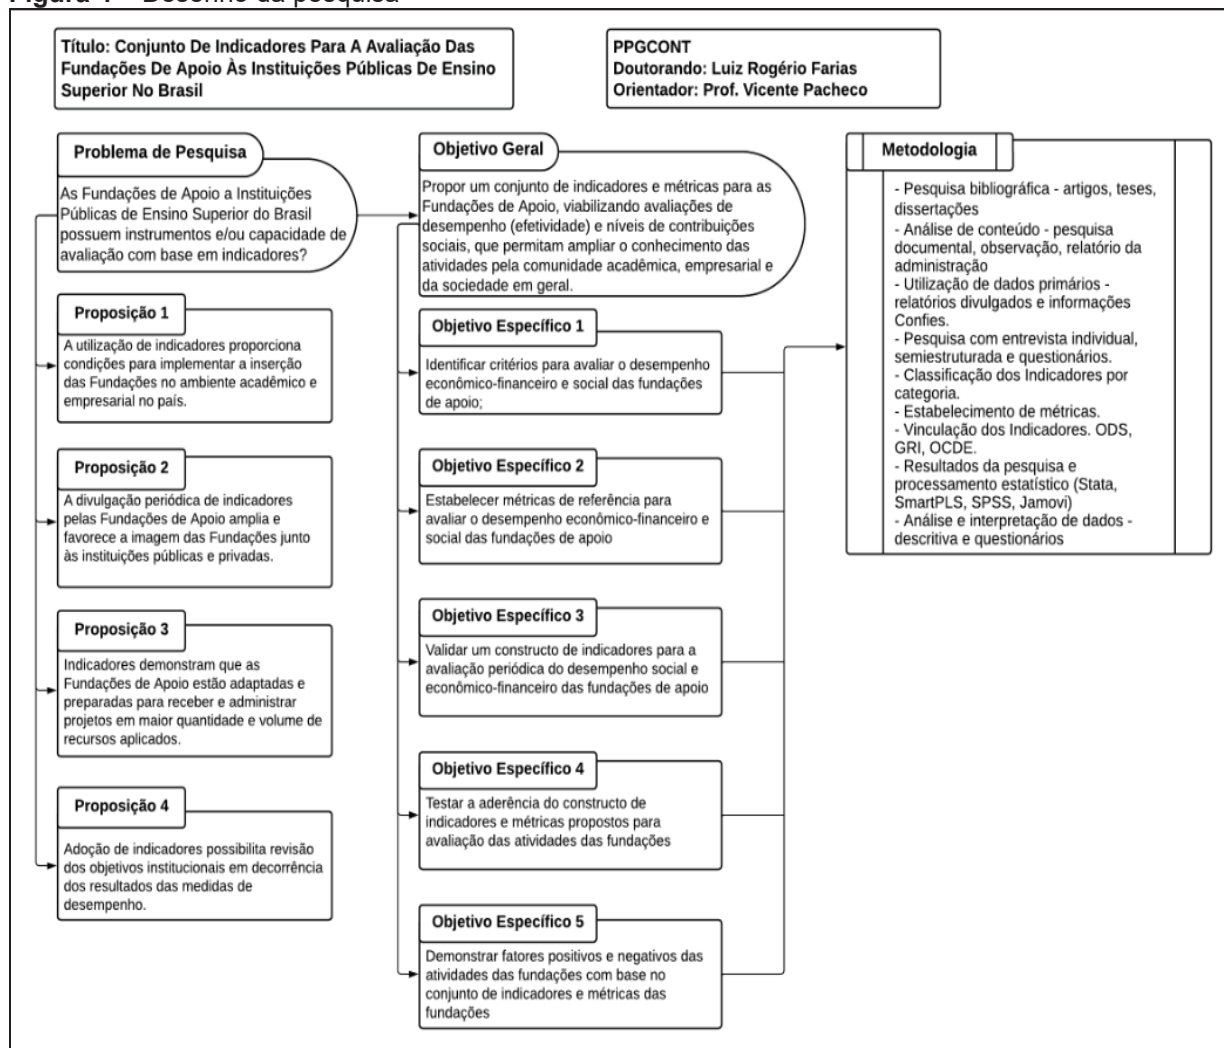 Título: Conjunto De Indicadores Para A Avaliação Das
Fundações De Apoio Às Instituições Públicas De Ensino
Superior No Brasil
PPGCONT
Doutorando: Luiz Rogério Farias
Orientador: Prof. Vicente Pacheco
Problema de Pesquisa
As Fundações de Apoio a Instituições
Públicas de Ensino Superior do Brasil
possuem instrumentos e/ou capacidade de
avaliação com base em indicadores?
Proposição 1
A utilização de indicadores proporciona
condições para implementar a inserção
das Fundações no ambiente acadêmico e
empresarial no país.
Proposição 2
A divulgação periódica de indicadores
pelas Fundações de Apoio amplia e
favorece a imagem das Fundações junto
às instituições públicas e privadas.
Proposição 3
Indicadores demonstram que as
Fundações de Apoio estão adaptadas e
preparadas para receber e administrar
projetos em maior quantidade e volume de
recursos aplicados.
Proposição 4
Adoção de indicadores possibilita revisão
dos objetivos institucionais em decorrência
dos resultados das medidas de
desempenho.
Objetivo Geral
Propor um conjunto de indicadores e métricas para as
Fundações de Apoio, viabilizando avaliações de
desempenho (efetividade) e níveis de contribuições
sociais, que permitam ampliar o conhecimento das
atividades pela comunidade acadêmica, empresarial e
da sociedade em geral.
Objetivo Específico 1
Identificar critérios para avaliar o desempenho
econômico-financeiro e social das fundações
de apoio;
Objetivo Específico 2
Estabelecer métricas de referência para
avaliar o desempenho econômico-financeiro e
social das fundações de apoio
Objetivo Específico 3
Validar um constructo de indicadores para a
avaliação periódica do desempenho social e
econômico-financeiro das fundações de apoio
Objetivo Específico 4
Testar a aderência do constructo de
indicadores e métricas propostos para
avaliação das atividades das fundações
Objetivo Específico 5
Demonstrar fatores positivos e negativos das
atividades das fundações com base no
conjunto de indicadores e métricas das
fundações
Metodologia
- Pesquisa bibliográfica - artigos, teses,
dissertações
- Análise de conteúdo - pesquisa
documental, observação, relatório da
administração
- Utilização de dados primários -
relatórios divulgados e informações
Confies.
- Pesquisa com entrevista individual,
semiestruturada e questionários.
- Classificação dos Indicadores por
categoria.
- Estabelecimento de métricas.
- Vinculação dos Indicadores. ODS,
GRI, OCDE.
- Resultados da pesquisa e
processamento estatístico (Stata,
SmartPLS, SPSS, Jamovi)
- Análise e interpretação de dados -
descritiva e questionários